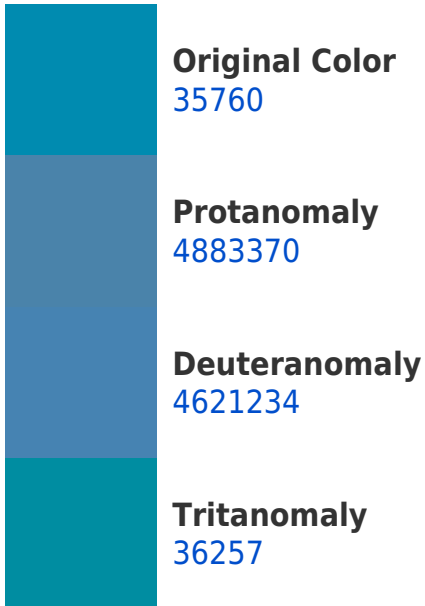 Original Color
35760
Protanomaly
4883370
Deuteranomaly
4621234
Tritanomaly
36257